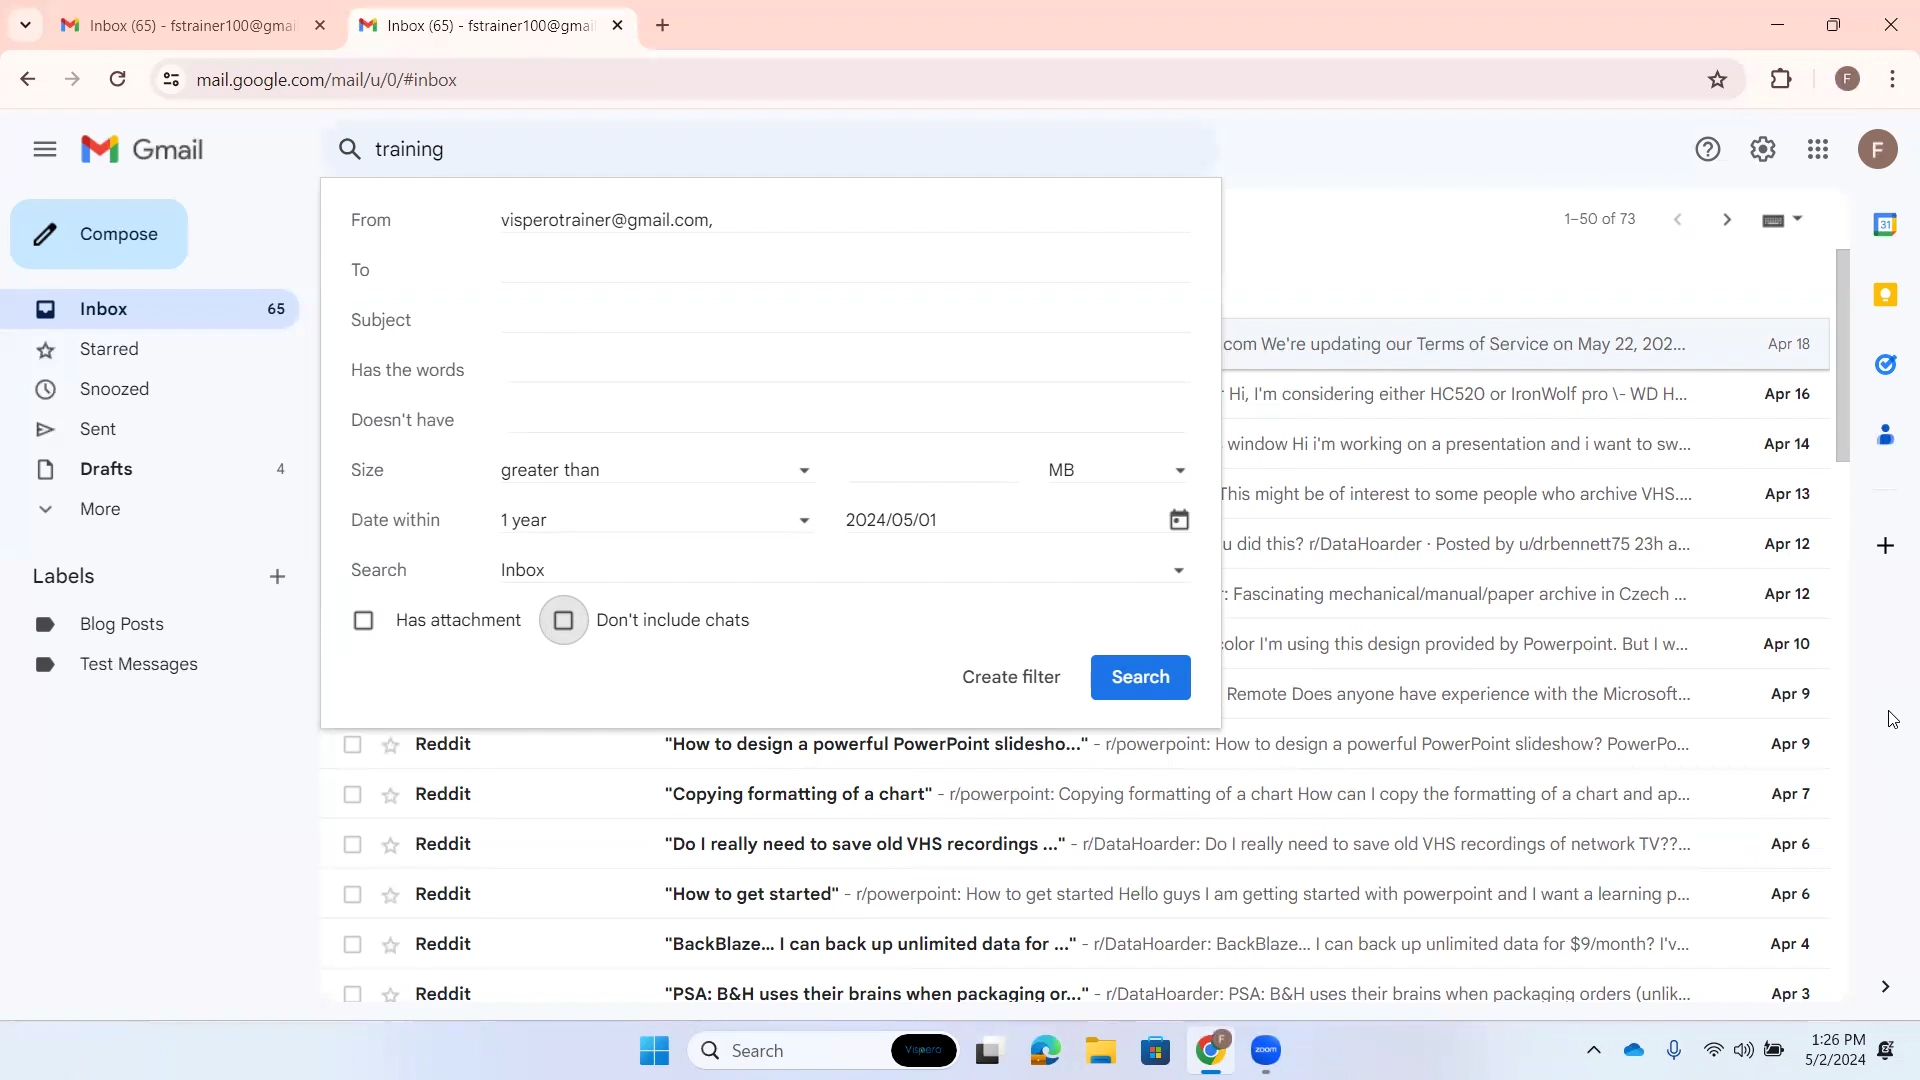 Inbox (65) - fstrainer100@gmai
Inbox (65) - fstrainer100@gmai
mail.google.com/mail/u/0/#inbox
F
Gmail
training
F
Compose
Inbox 65
Starred
Snoozed
Sent
Drafts 4
More
Labels
Blog Posts
Test Messages
From visperotrainer@gmail.com,
To
Subject
Has the words
Doesn't have
Size greater than MB
Date within 1 year 2024/05/01
Search Inbox
Has attachment Don't include chats
Create filter Search
1–50 of 73
31
com We're updating our Terms of Service on May 22, 202... Apr 18
Hi, I'm considering either HC520 or IronWolf pro \- WD H... Apr 16
window Hi i'm working on a presentation and i want to sw... Apr 14
This might be of interest to some people who archive VHS.... Apr 13
u did this? r/DataHoarder · Posted by u/drbennett75 23h a... Apr 12
: Fascinating mechanical/manual/paper archive in Czech ... Apr 12
color I'm using this design provided by Powerpoint. But I w... Apr 10
Remote Does anyone have experience with the Microsoft... Apr 9
Reddit "How to design a powerful PowerPoint slidesho..." - r/powerpoint: How to design a powerful PowerPoint slideshow? PowerPo... Apr 9
Reddit "Copying formatting of a chart" - r/powerpoint: Copying formatting of a chart How can I copy the formatting of a chart and ap... Apr 7
Reddit "Do I really need to save old VHS recordings ..." - r/DataHoarder: Do I really need to save old VHS recordings of network TV??... Apr 6
Reddit "How to get started" - r/powerpoint: How to get started Hello guys I am getting started with powerpoint and I want a learning p... Apr 6
Reddit "BackBlaze... I can back up unlimited data for ..." - r/DataHoarder: BackBlaze... I can back up unlimited data for $9/month? I'v... Apr 4
Reddit "PSA: B&H uses their brains when packaging or..." - r/DataHoarder: PSA: B&H uses their brains when packaging orders (unlik... Apr 3
Search Vispero
F
zoom
1:26 PM
5/2/2024